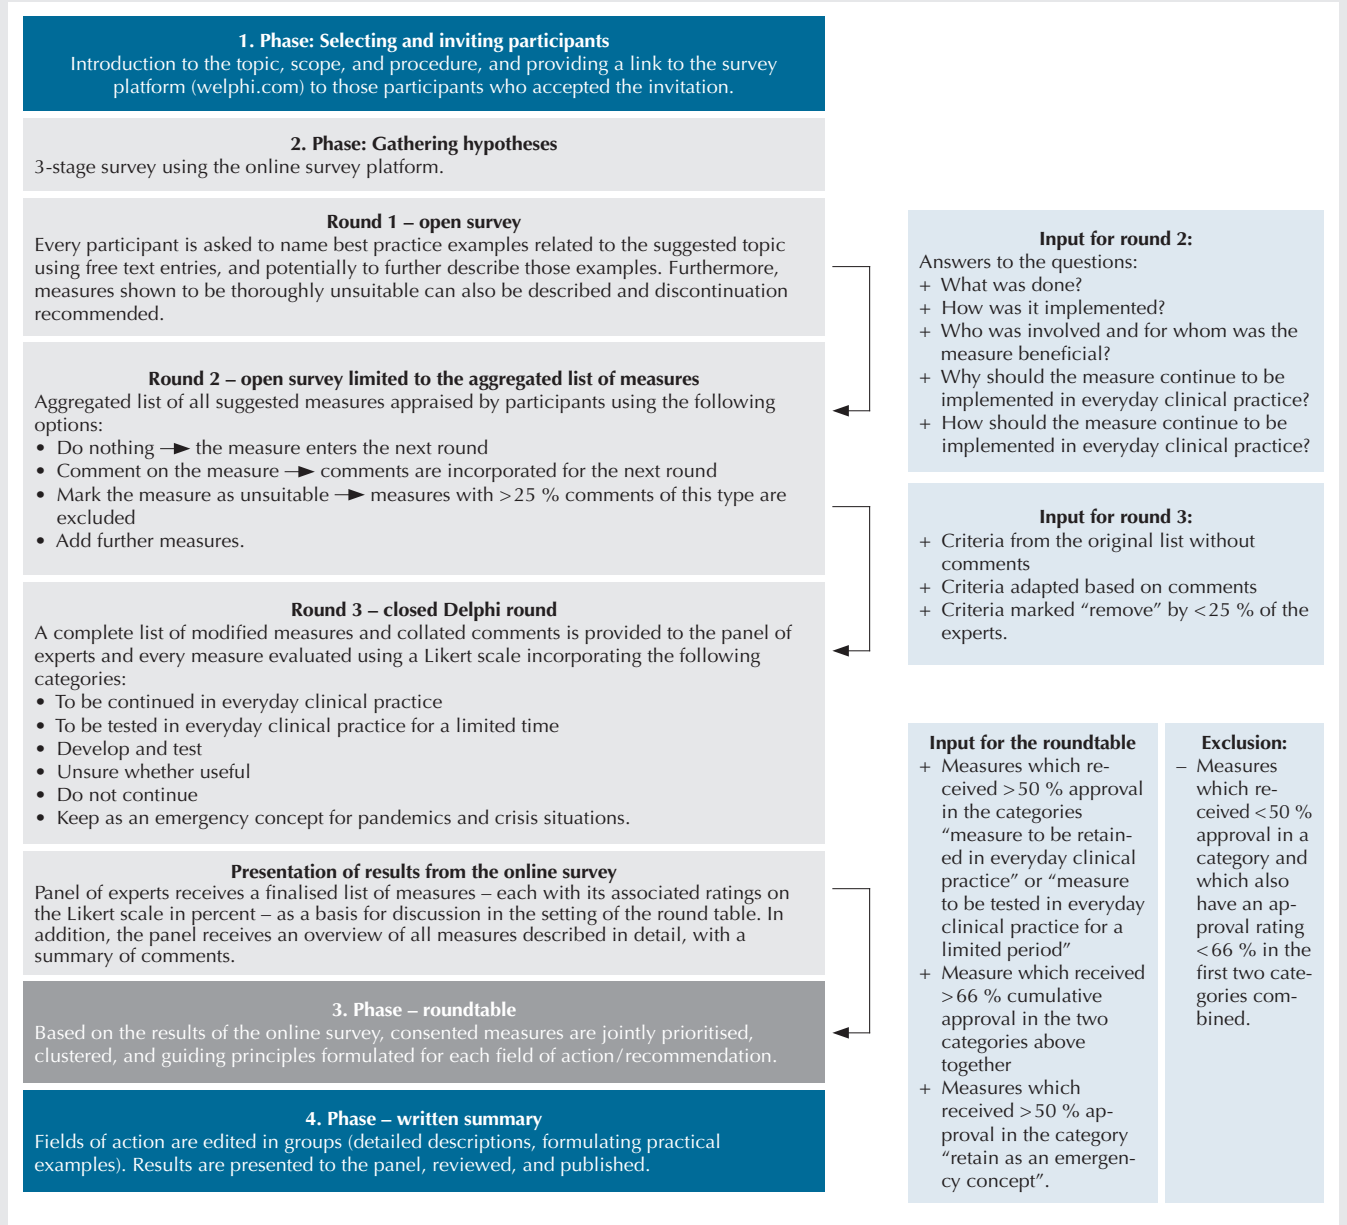 1. Phase: Selecting and inviting participants
Introduction to the topic, scope, and procedure, and providing a link to the survey
platform (welphi.com) to those participants who accepted the invitation.
2. Phase: Gathering hypotheses
3-stage survey using the online survey platform.
Round 1 – open survey
Every participant is asked to name best practice examples related to the suggested topic
using free text entries, and potentially to further describe those examples. Furthermore,
measures shown to be thoroughly unsuitable can also be described and discontinuation
recommended.
Round 2 – open survey limited to the aggregated list of measures
Aggregated list of all suggested measures appraised by participants using the following
options:
• Do nothing → the measure enters the next round
• Comment on the measure → comments are incorporated for the next round
• Mark the measure as unsuitable → measures with >25 % comments of this type are
excluded
• Add further measures.
Round 3 – closed Delphi round
A complete list of modified measures and collated comments is provided to the panel of
experts and every measure evaluated using a Likert scale incorporating the following
categories:
• To be continued in everyday clinical practice
• To be tested in everyday clinical practice for a limited time
• Develop and test
• Unsure whether useful
• Do not continue
• Keep as an emergency concept for pandemics and crisis situations.
Presentation of results from the online survey
Panel of experts receives a finalised list of measures – each with its associated ratings on
the Likert scale in percent – as a basis for discussion in the setting of the round table. In
addition, the panel receives an overview of all measures described in detail, with a
summary of comments.
3. Phase – roundtable
Based on the results of the online survey, consented measures are jointly prioritised,
clustered, and guiding principles formulated for each field of action/recommendation.
4. Phase – written summary
Fields of action are edited in groups (detailed descriptions, formulating practical
examples). Results are presented to the panel, reviewed, and published.
Input for round 2:
Answers to the questions:
+ What was done?
+ How was it implemented?
+ Who was involved and for whom was the
measure beneficial?
+ Why should the measure continue to be
implemented in everyday clinical practice?
+ How should the measure continue to be
implemented in everyday clinical practice?
Input for round 3:
+ Criteria from the original list without
comments
+ Criteria adapted based on comments
+ Criteria marked “remove” by <25 % of the
experts.
Input for the roundtable
+ Measures which re-
ceived >50 % approval
in the categories
“measure to be retain-
ed in everyday clinical
practice” or “measure
to be tested in everyday
clinical practice for a
limited period”
+ Measure which received
>66 % cumulative
approval in the two
categories above
together
+ Measures which
received >50 % ap-
proval in the category
“retain as an emergen-
cy concept”.
Exclusion:
– Measures
which re-
ceived <50 %
approval in a
category and
which also
have an ap-
proval rating
<66 % in the
first two cate-
gories com-
bined.